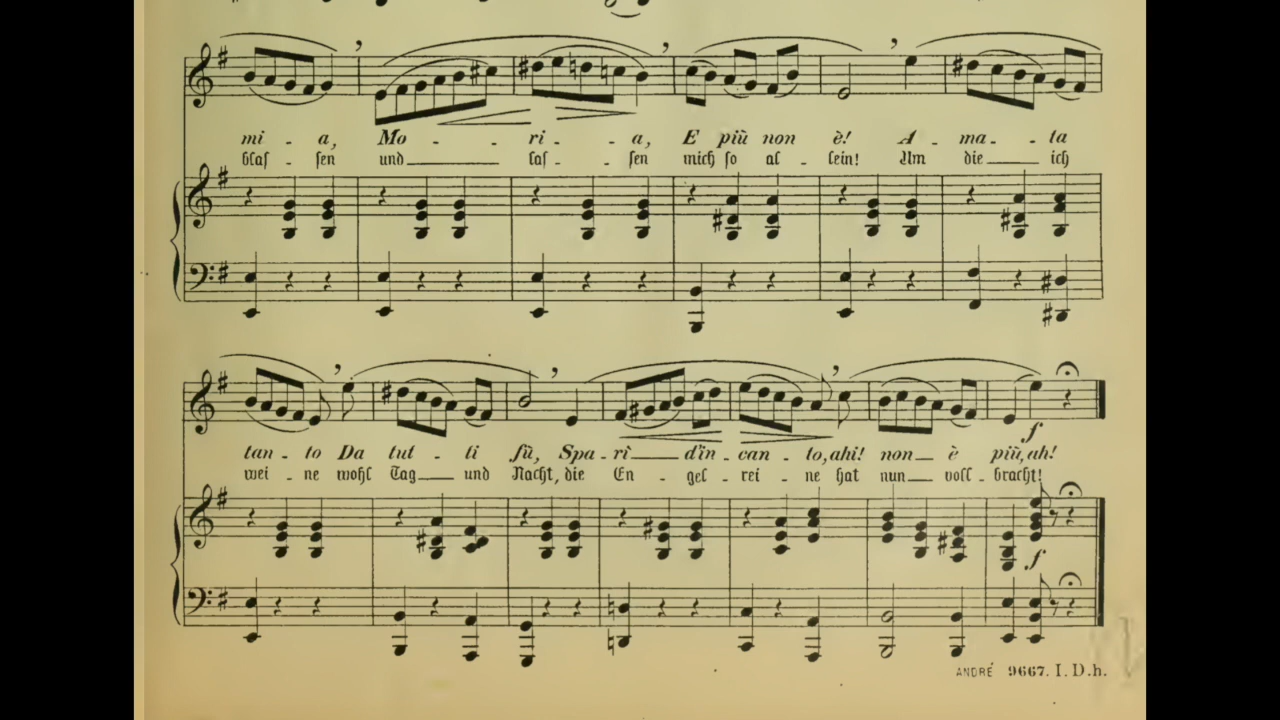 mi - a, Mo - - - ri - - a, E più non è! A - ma - - ta
blas - sen und las - - sen mich so al - lein! Um die ich
tan - to Da tut - ti fù, Spa - ri d'in - can - to, ahi! non è più, ah!
wei - ne wohl Tag und Nacht, die En - gel - rei - ne hat nun voll - bracht!
f
f
ANDRÉ 9667. I. D.h.